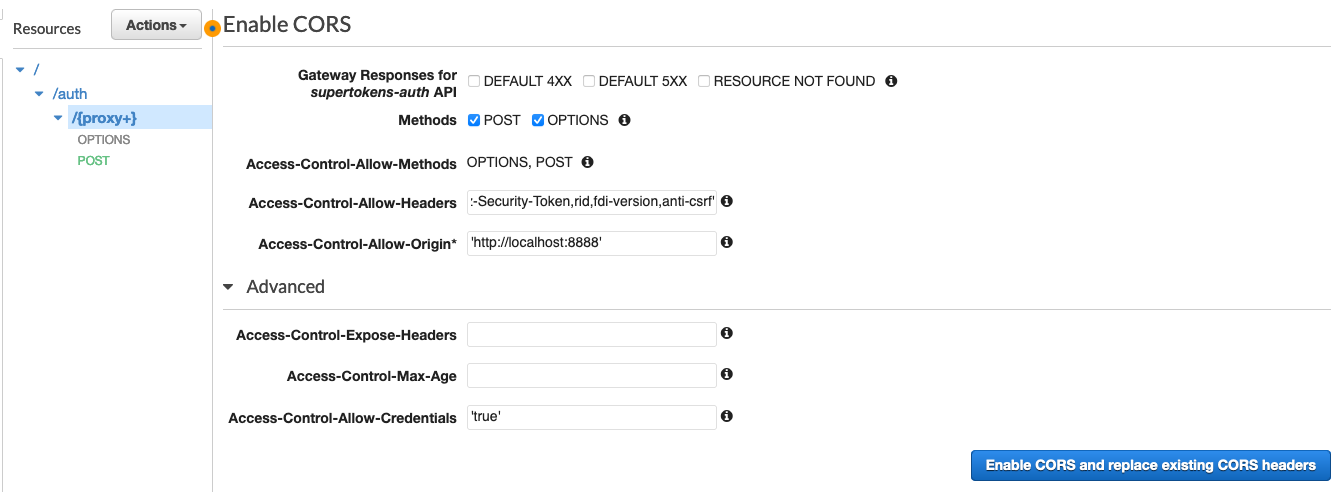 Resources
Actions
/
/auth
/{proxy+}
OPTIONS
POST
Enable CORS
Gateway Responses for supertokens-auth API
DEFAULT 4XX DEFAULT 5XX RESOURCE NOT FOUND
Methods POST OPTIONS
Access-Control-Allow-Methods OPTIONS, POST
Access-Control-Allow-Headers :-Security-Token,rid,fdi-version,anti-csrf'
Access-Control-Allow-Origin* 'http://localhost:8888'
Advanced
Access-Control-Expose-Headers
Access-Control-Max-Age
Access-Control-Allow-Credentials 'true'
Enable CORS and replace existing CORS headers